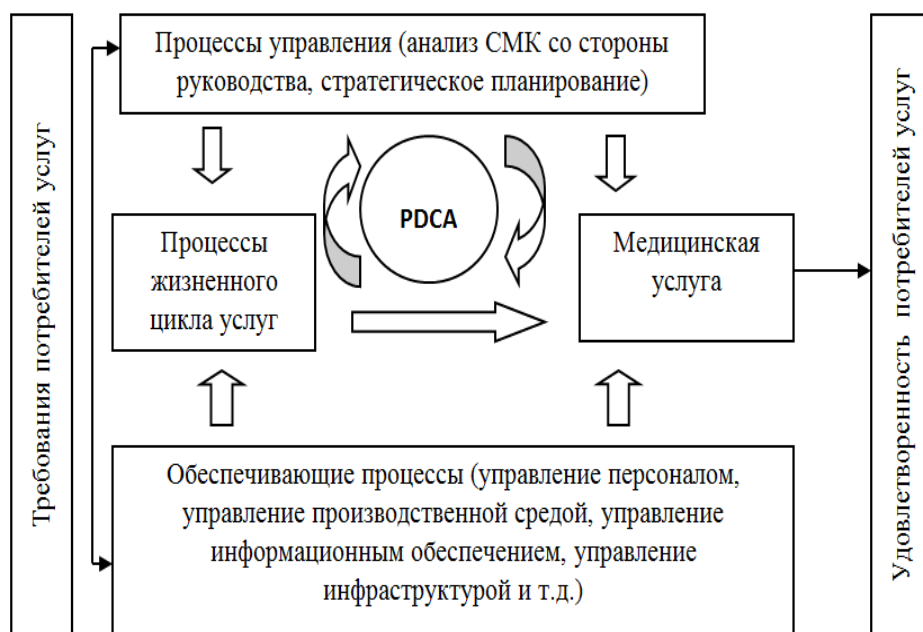 Требования потребителей услуг
Процессы управления (анализ СМК со стороны
руководства, стратегическое планирование)
PDCA
Процессы
жизненного
цикла услуг
Медицинская
услуга
Обеспечивающие процессы (управление персоналом,
управление производственной средой, управление
информационным обеспечением, управление
инфраструктурой и т.д.)
Удовлетворенность потребителей услуг